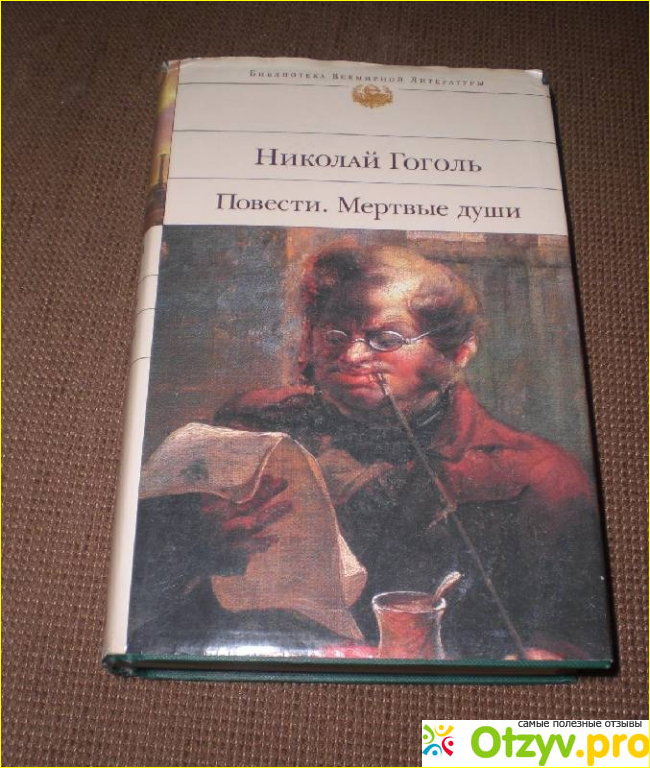 Библиотека Всемирной Литературы
Николай Гоголь
Повести. Мертвые души
самые полезные отзывы
Otzyv.pro